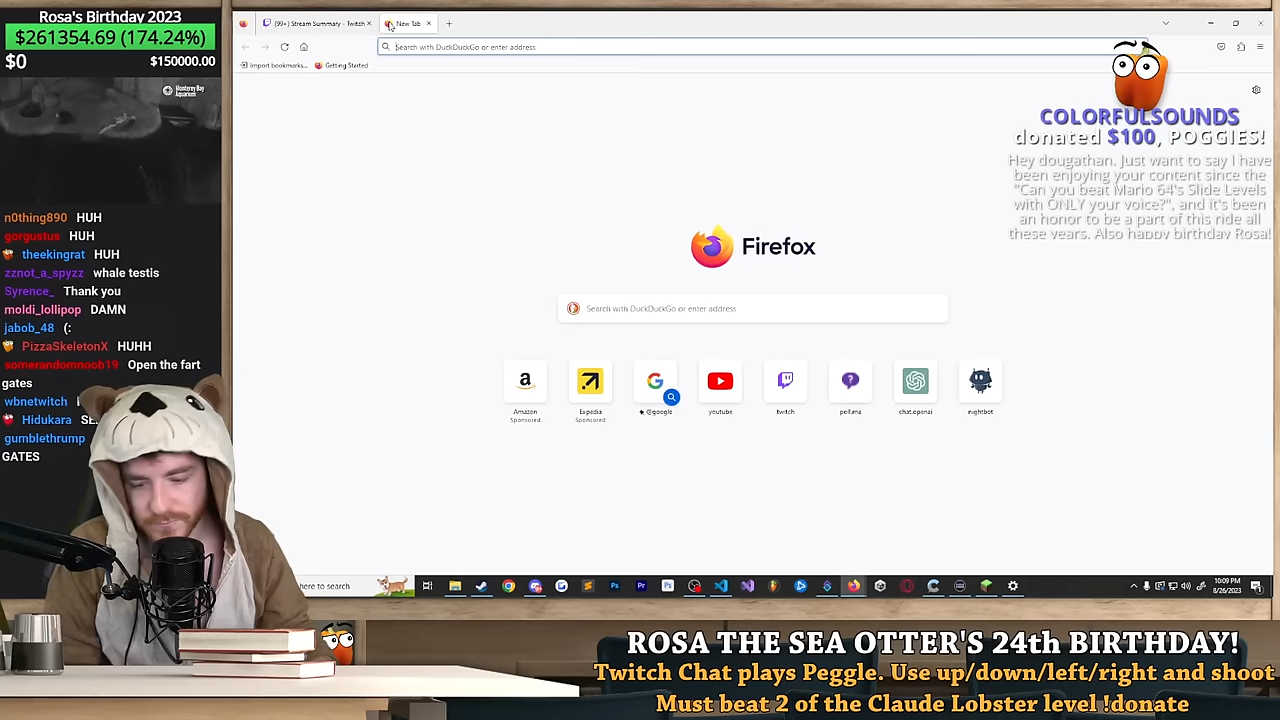 Rosa's Birthday 2023
$261354.69 (174.24%)
$0 $150000.00
Monterey Bay
Aquarium
n0thing890 HUH
gorgustus HUH
theekingrat HUH
zznot_a_spyzz whale testis
Syrence_ Thank you
moldi_lollipop DAMN
jabob_48 (:
PizzaSkeletonX HUHH
somerandomnoob19 Open the fart
gates
wbnetwitch
Hidukara
gumblethrump
GATES
(99+) Stream Summary - Twitch
New Tab
Search with DuckDuckGo or enter address
Import bookmarks...
Getting Started
Firefox
Search with DuckDuckGo or enter address
Amazon
Sponsored
Expedia
Sponsored
@google
youtube
twitch
poll.ma
chat.openai
nightbot
COLORFULSOUNDS
donated $100, POGGIES!
Hey dougathan. Just want to say I have
been enjoying your content since the
"Can you beat Mario 64's Slide Levels
with ONLY your voice?", and it's been
an honor to be a part of this ride all
these years. Also happy birthday Rosa!
here to search
10:09 PM
8/26/2023
ROSA THE SEA OTTER'S 24th BIRTHDAY!
Twitch Chat plays Peggle. Use up/down/left/right and shoot
Must beat 2 of the Claude Lobster level !donate